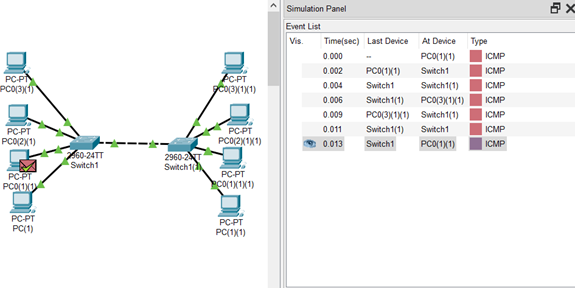 Simulation Panel
Event List
Vis. Time(sec) Last Device At Device Type
0.000 -- PC0(1)(1) ICMP
0.002 PC0(1)(1) Switch1 ICMP
0.004 Switch1 Switch1(1) ICMP
0.006 Switch1(1) PC0(3)(1)(1) ICMP
0.009 PC0(3)(1)(1) Switch1(1) ICMP
0.011 Switch1(1) Switch1 ICMP
0.013 Switch1 PC0(1)(1) ICMP
PC-PT
PC0(3)(1)
PC-PT
PC0(2)(1)
PC-PT
PC0(1)(1)
PC-PT
PC(1)
2960-24TT
Switch1
2960-24TT
Switch1(1)
PC-PT
PC0(3)(1)(1)
PC-PT
PC0(2)(1)(1)
PC-PT
PC0(1)(1)(1)
PC-PT
PC(1)(1)